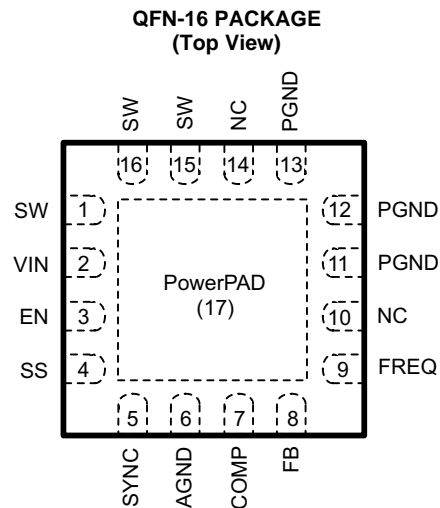 QFN-16 PACKAGE
(Top View)
SW
SW
NC
PGND
16
15
14
13
SW 1
12 PGND
VIN 2
11 PGND
EN 3
10 NC
SS 4
9 FREQ
PowerPAD
(17)
5
6
7
8
SYNC
AGND
COMP
FB